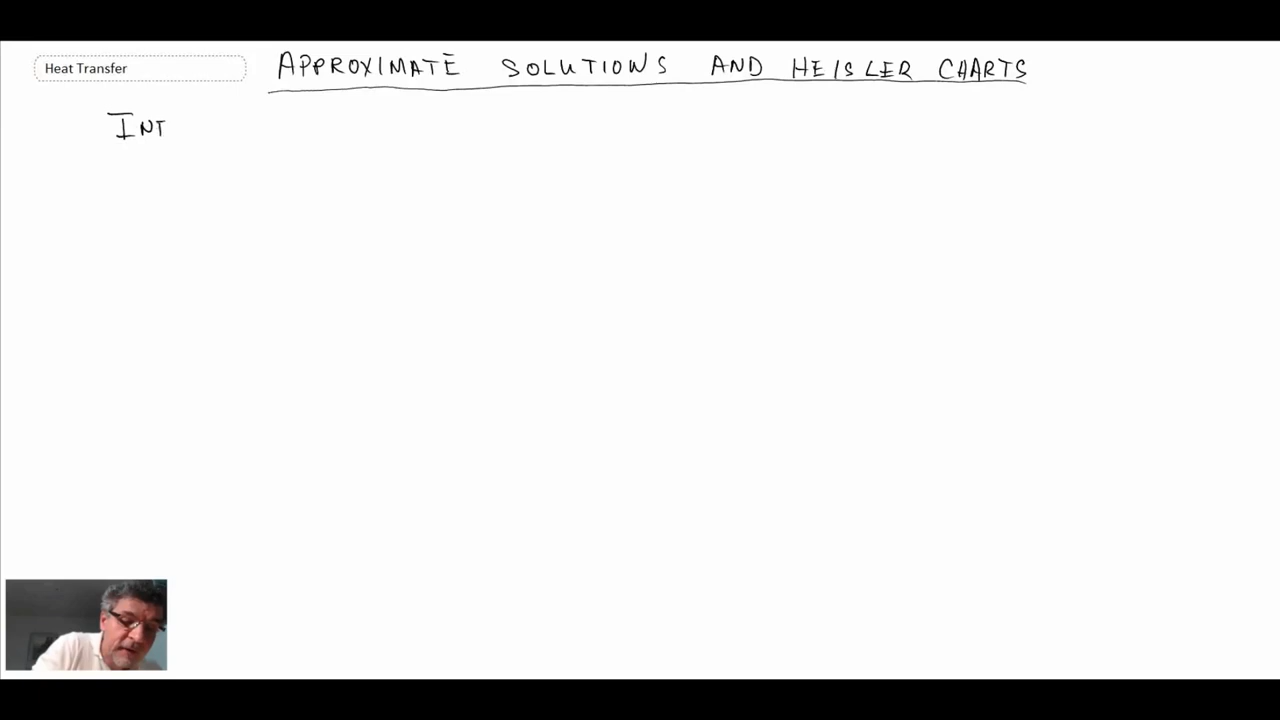 Heat Transfer
APPROXIMATE SOLUTIONS AND HEISLER CHARTS
INT